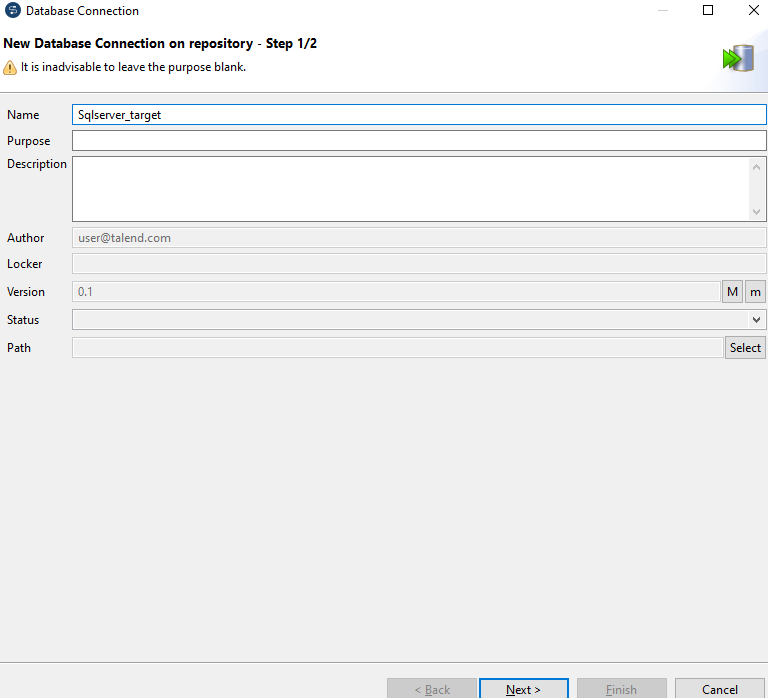 Database Connection
New Database Connection on repository - Step 1/2
It is inadvisable to leave the purpose blank.
Name Sqlserver_target
Purpose
Description
Author user@talend.com
Locker
Version 0.1 M m
Status
Path Select
< Back Next > Finish Cancel